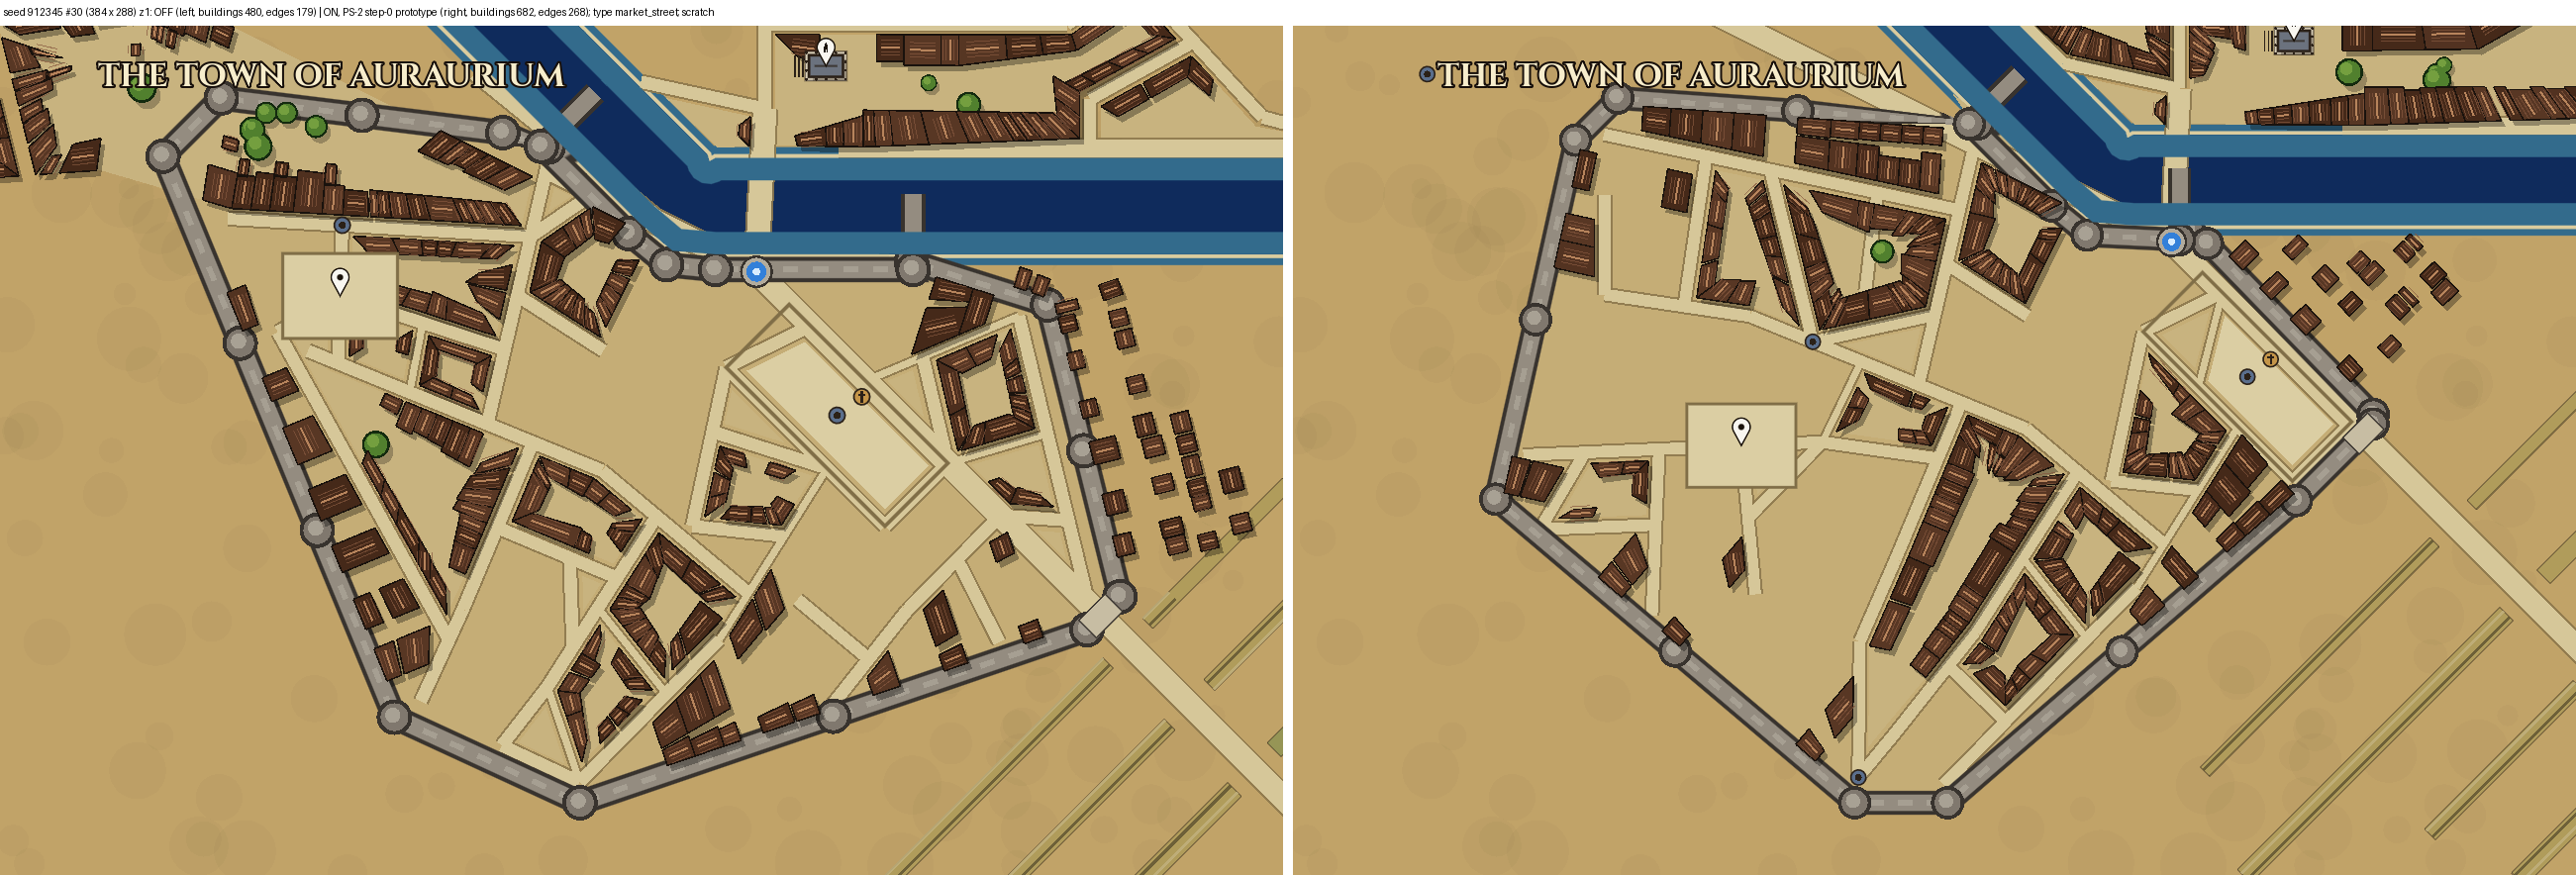 seed 912345 #30 (384 x 288) z1: OFF (left, buildings 480, edges 179) | ON, PS-2 step-0 prototype (right, buildings 682, edges 268); type market_street; scratch
THE TOWN OF AURAURIUM
THE TOWN OF AURAURIUM